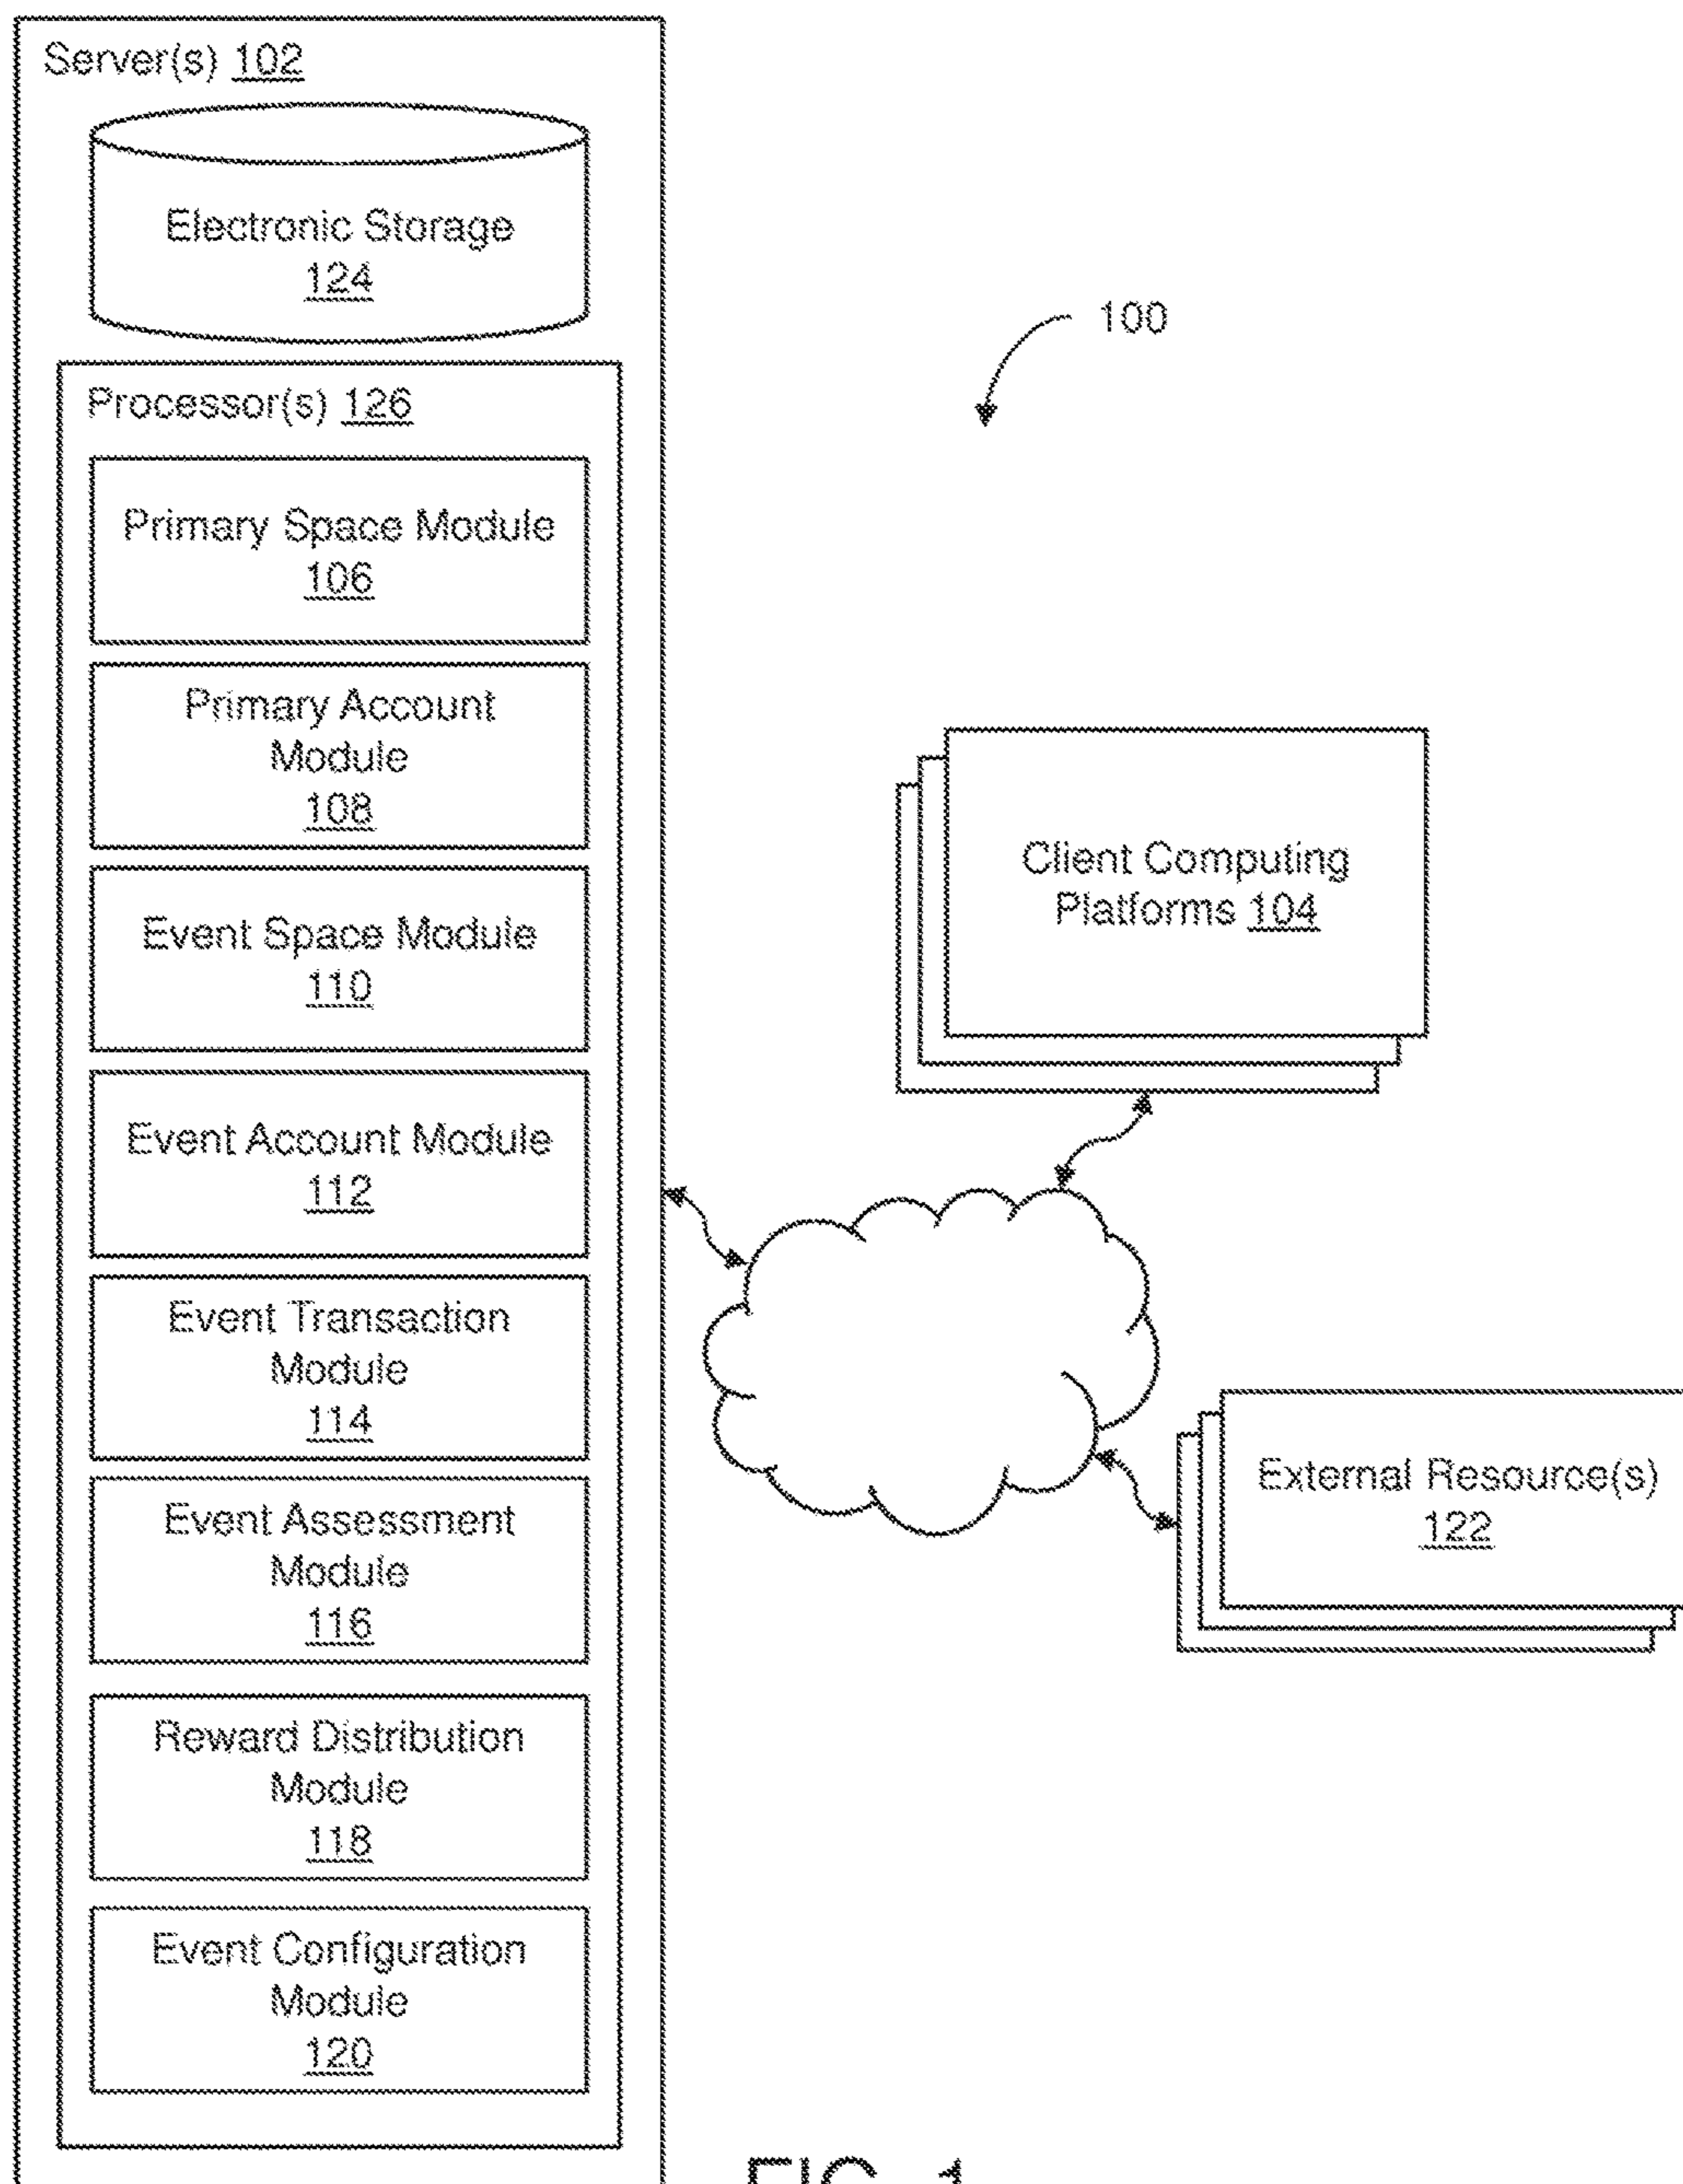 Server(s) 102
Electronic Storage
124
100
Processor(s) 126
Primary Space Module
106
Primary Account
Module
108
Event Space Module
110
Event Account Module
112
Event Transaction
Module
114
Event Assessment
Module
116
Reward Distribution
Module
118
Event Configuration
Module
120
Client Computing
Platforms 104
External Resource(s)
122
FIG. 1